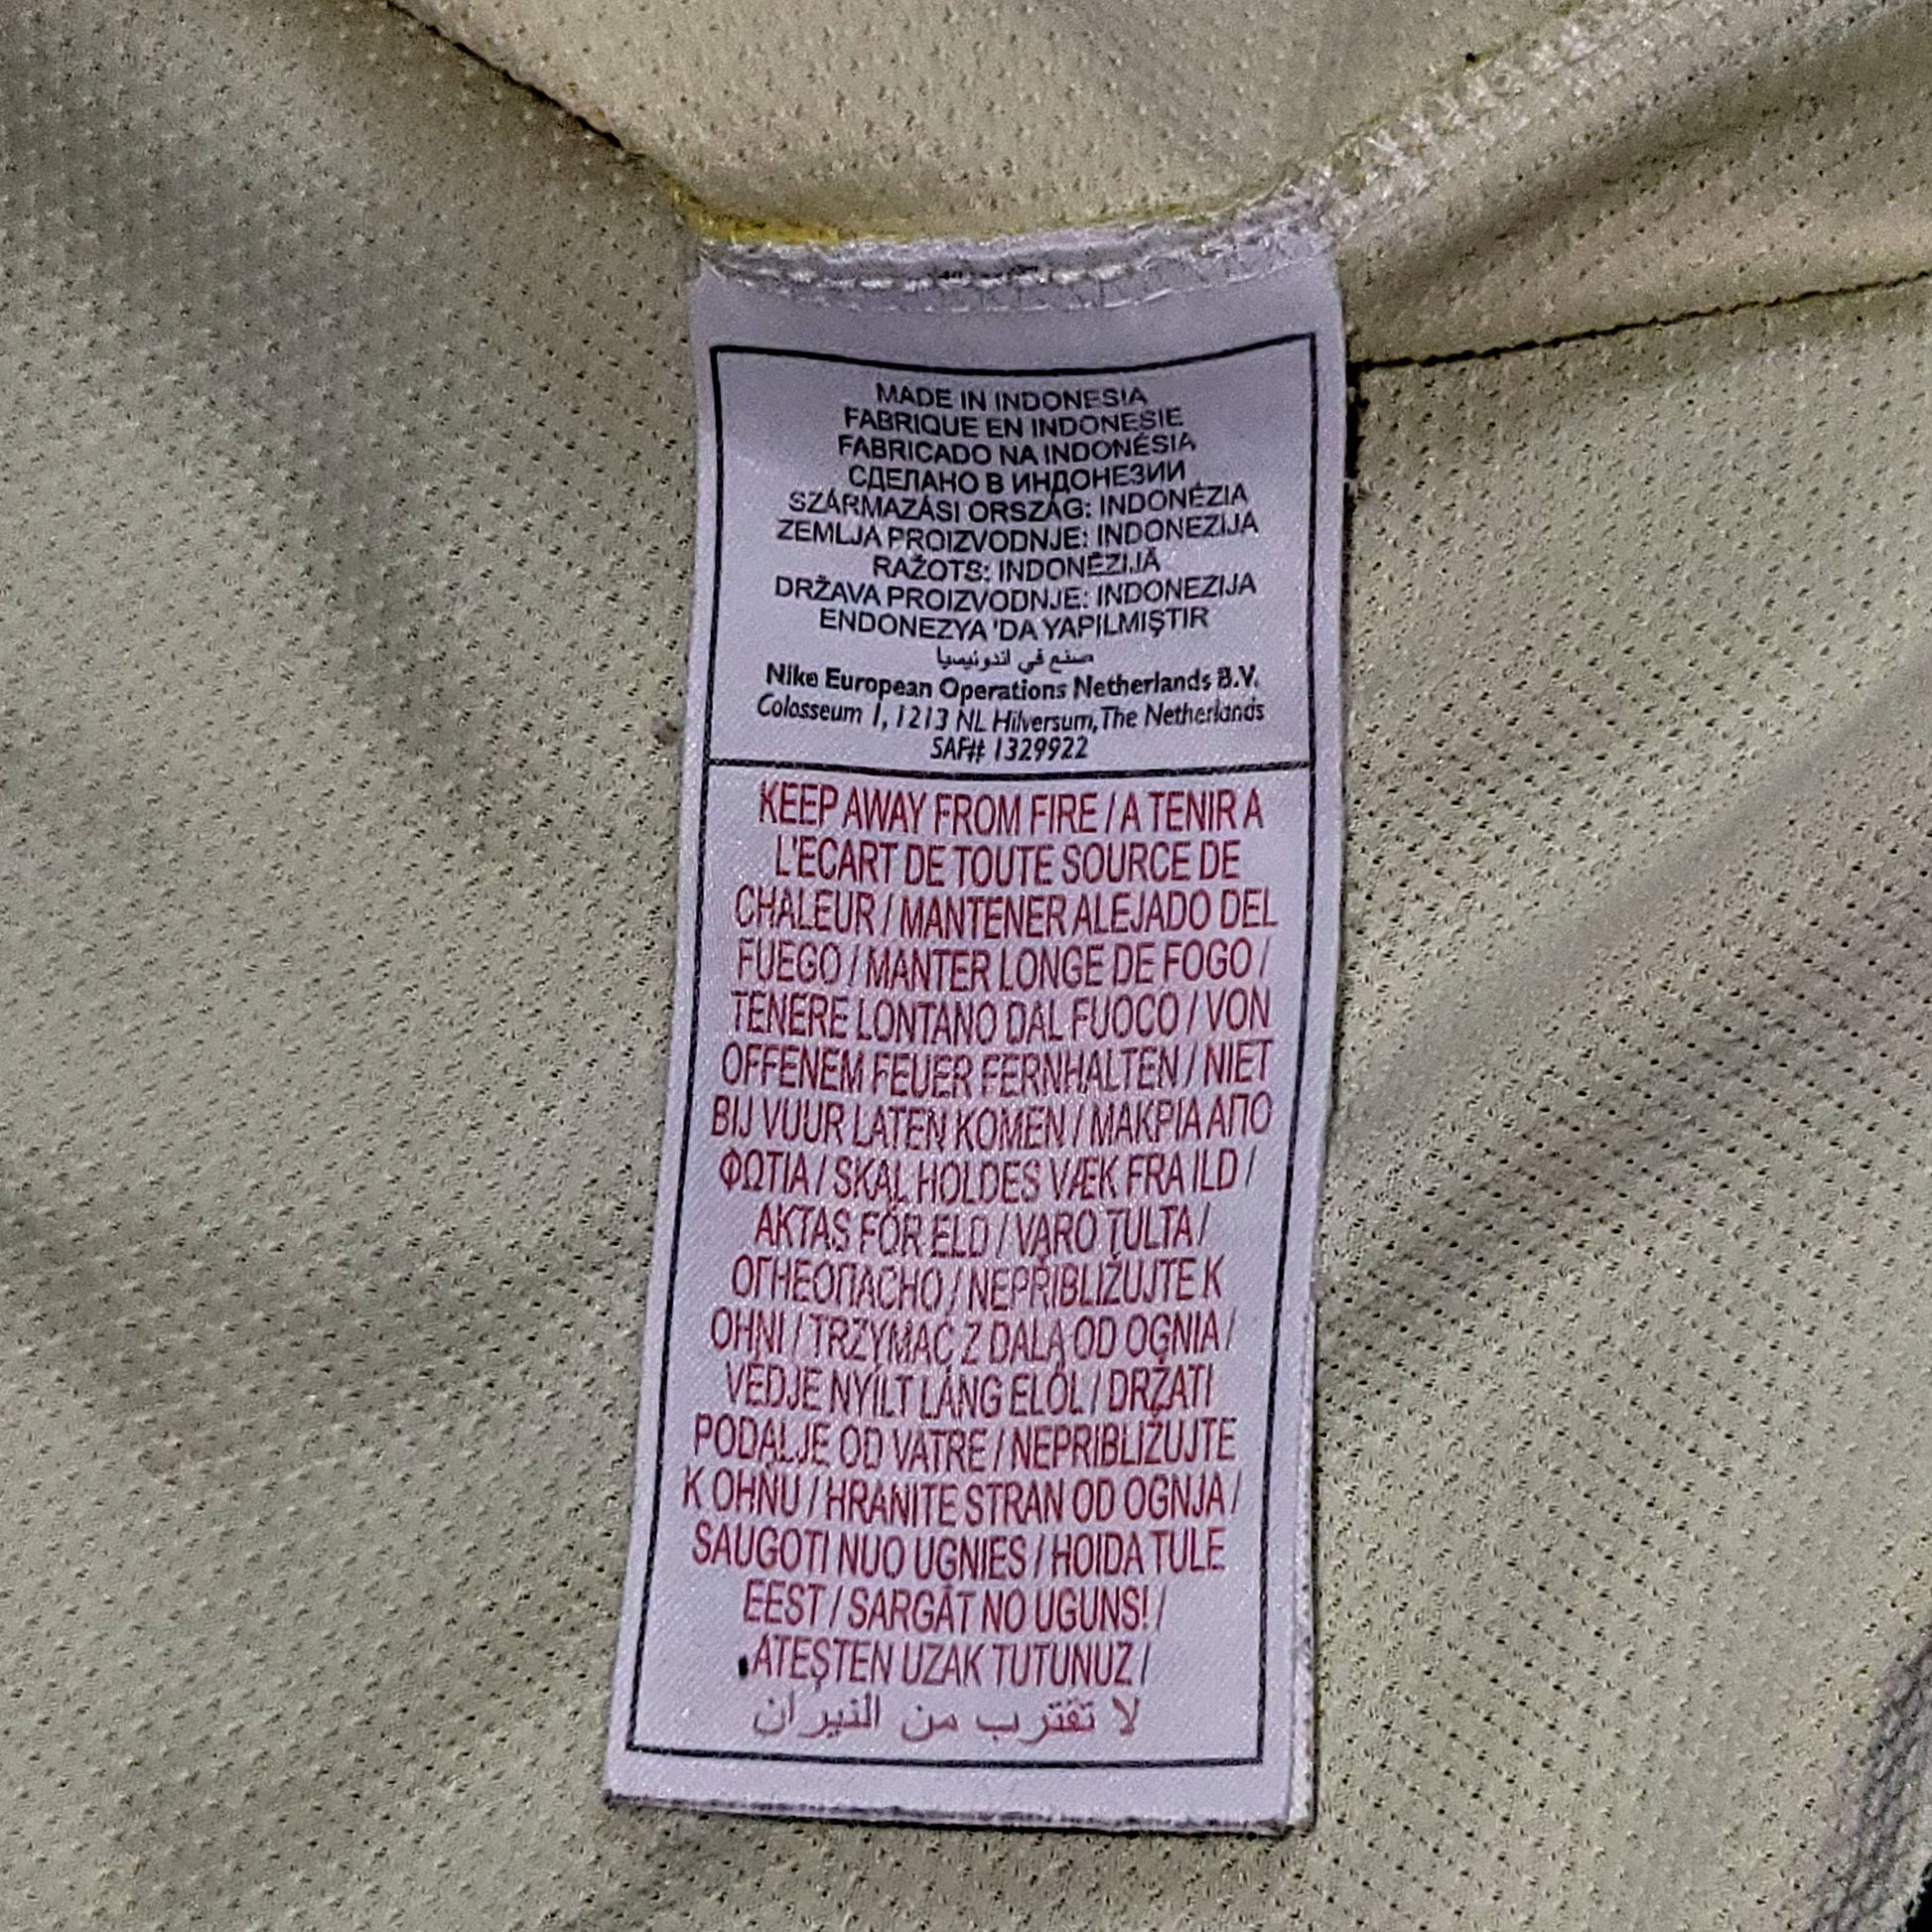 MADE IN INDONESIA
FABRIQUE EN INDONESIE
FABRICADO NA INDONÉSIA
СДЕЛАНО В ИНДОНЕЗИИ
SZÁRMAZÁSI ORSZÁG: INDONÉZIA
ZEMLJA PROIZVODNJE: INDONEZIJA
RAŽOTS: INDONĒZIJĀ
DRŽAVA PROIZVODNJE: INDONEZIJA
ENDONEZYA 'DA YAPILMIŞTIR
صنع في اندونيسيا
Nike European Operations Netherlands B.V.
Colosseum 1, 1213 NL Hilversum, The Netherlands
SAF# 1329922
KEEP AWAY FROM FIRE / A TENIR A
L'ECART DE TOUTE SOURCE DE
CHALEUR / MANTENER ALEJADO DEL
FUEGO / MANTER LONGE DE FOGO /
TENERE LONTANO DAL FUOCO / VON
OFFENEM FEUER FERNHALTEN / NIET
BIJ VUUR LATEN KOMEN / ΜΑΚΡΙΑ ΑΠΟ
ΦΩΤΙΑ / SKAL HOLDES VÆK FRA ILD /
AKTAS FÖR ELD / VARO TULTA /
ОГНЕОПАСНО / NEPŘIBLIŽUJTE K
OHNI / TRZYMAĆ Z DALA OD OGNIA /
VÉDJE NYÍLT LÁNG ELŐL / DRŽATI
PODALJE OD VATRE / NEPRIBLIŽUJTE
K OHŇU / HRANITE STRAN OD OGNJA /
SAUGOTI NUO UGNIES / HOIDA TULE
EEST / SARGĀT NO UGUNS! /
ATEŞTEN UZAK TUTUNUZ /
لا تقترب من النيران